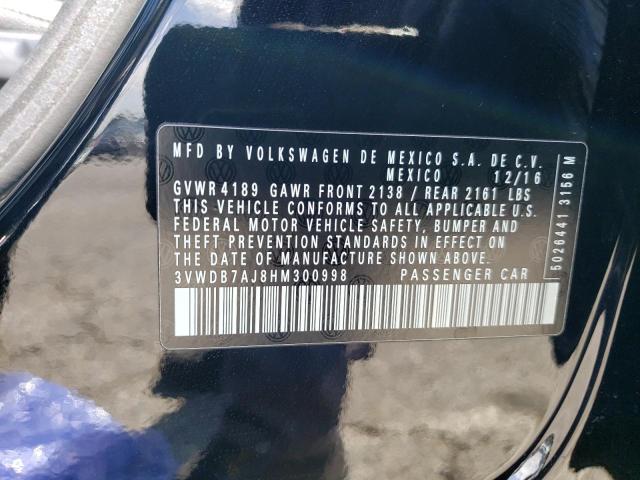 MFD BY VOLKSWAGEN DE MEXICO S.A. DE C.V.
MEXICO 12/16
GVWR 4189 GAWR FRONT 2138 / REAR 2161 LBS
THIS VEHICLE CONFORMS TO ALL APPLICABLE U.S.
FEDERAL MOTOR VEHICLE SAFETY, BUMPER AND
THEFT PREVENTION STANDARDS IN EFFECT ON
THE DATE OF MANUFACTURE SHOWN ABOVE.
3VWDB7AJ8HM300998 PASSENGER CAR
5026441 3156 M